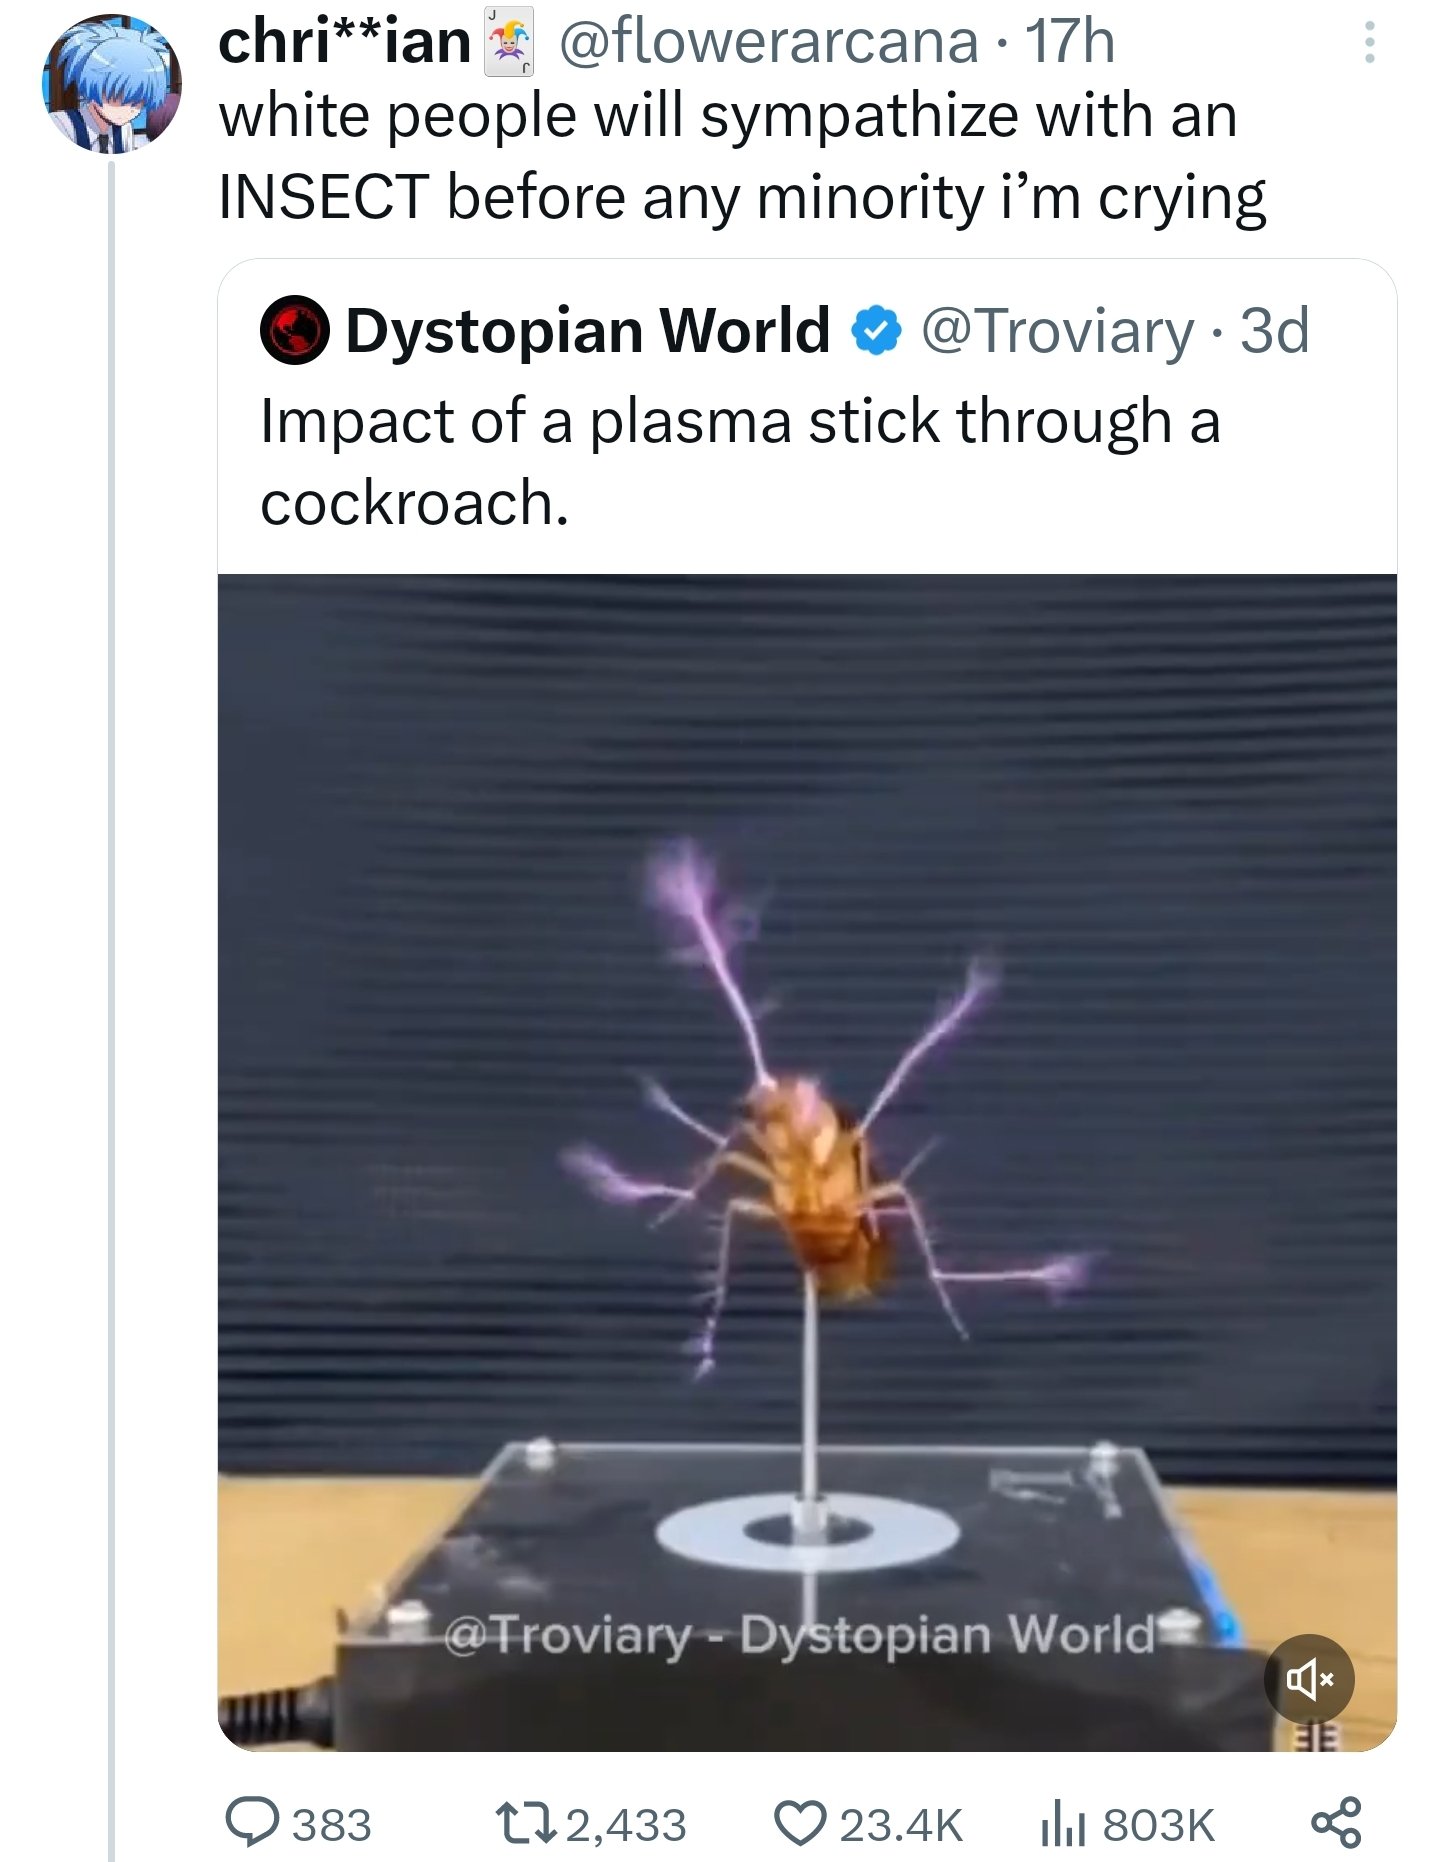 chri**ian @flowerarcana · 17h
white people will sympathize with an
INSECT before any minority i’m crying
Dystopian World @Troviary · 3d
Impact of a plasma stick through a
cockroach.
@Troviary - Dystopian World
383 2,433 23.4K 803K